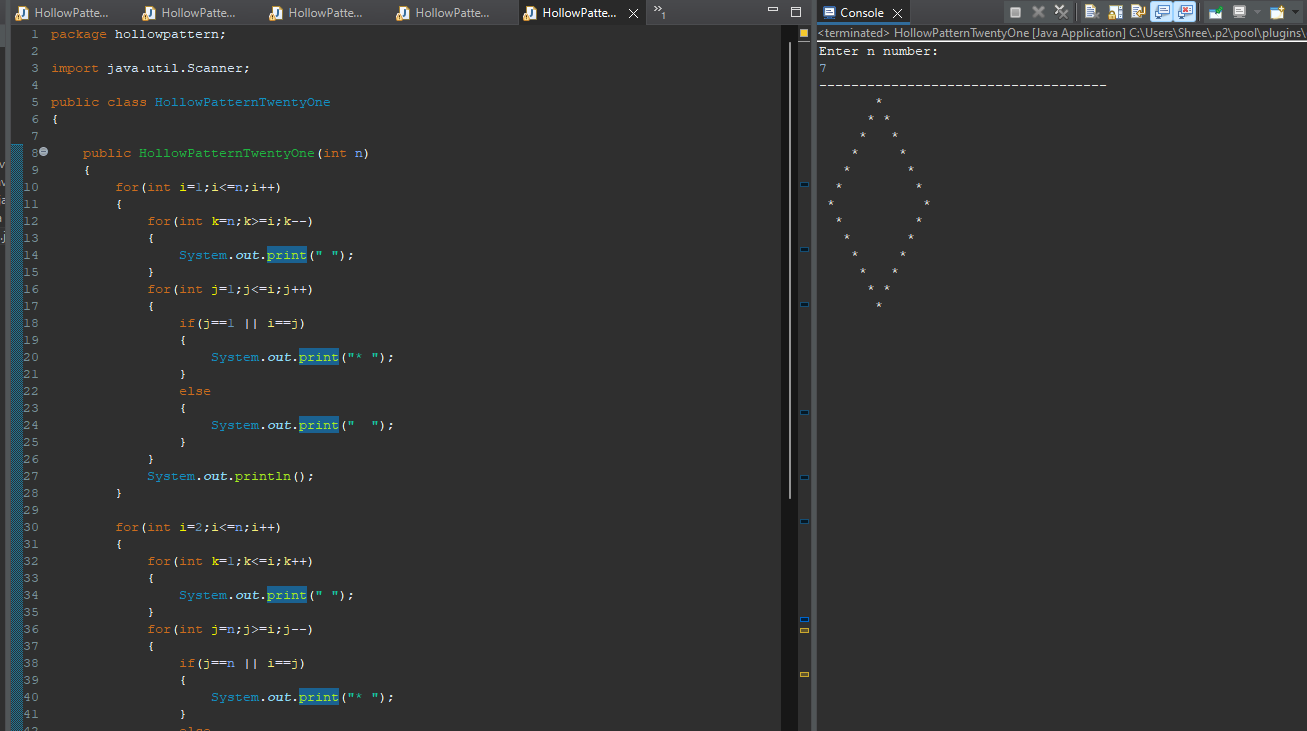 HollowPatte...  HollowPatte...  HollowPatte...  HollowPatte...  HollowPatte...  »1
1 package hollowpattern;
2
3 import java.util.Scanner;
4
5 public class HollowPatternTwentyOne
6 {
7
8     public HollowPatternTwentyOne(int n)
9     {
10         for(int i=1;i<=n;i++)
11         {
12             for(int k=n;k>=i;k--)
13             {
14                 System.out.print(" ");
15             }
16             for(int j=1;j<=i;j++)
17             {
18                 if(j==1 || i==j)
19                 {
20                     System.out.print("* ");
21                 }
22                 else
23                 {
24                     System.out.print("  ");
25                 }
26             }
27             System.out.println();
28         }
29
30         for(int i=2;i<=n;i++)
31         {
32             for(int k=1;k<=i;k++)
33             {
34                 System.out.print(" ");
35             }
36             for(int j=n;j>=i;j--)
37             {
38                 if(j==n || i==j)
39                 {
40                     System.out.print("* ");
41                 }
42                 else
Console
<terminated> HollowPatternTwentyOne [Java Application] C:\Users\Shree\.p2\pool\plugins\
Enter n number:
7
------------------------------------
       *
      * *
     *   *
    *     *
   *       *
  *         *
 *           *
  *         *
   *       *
    *     *
     *   *
      * *
       *